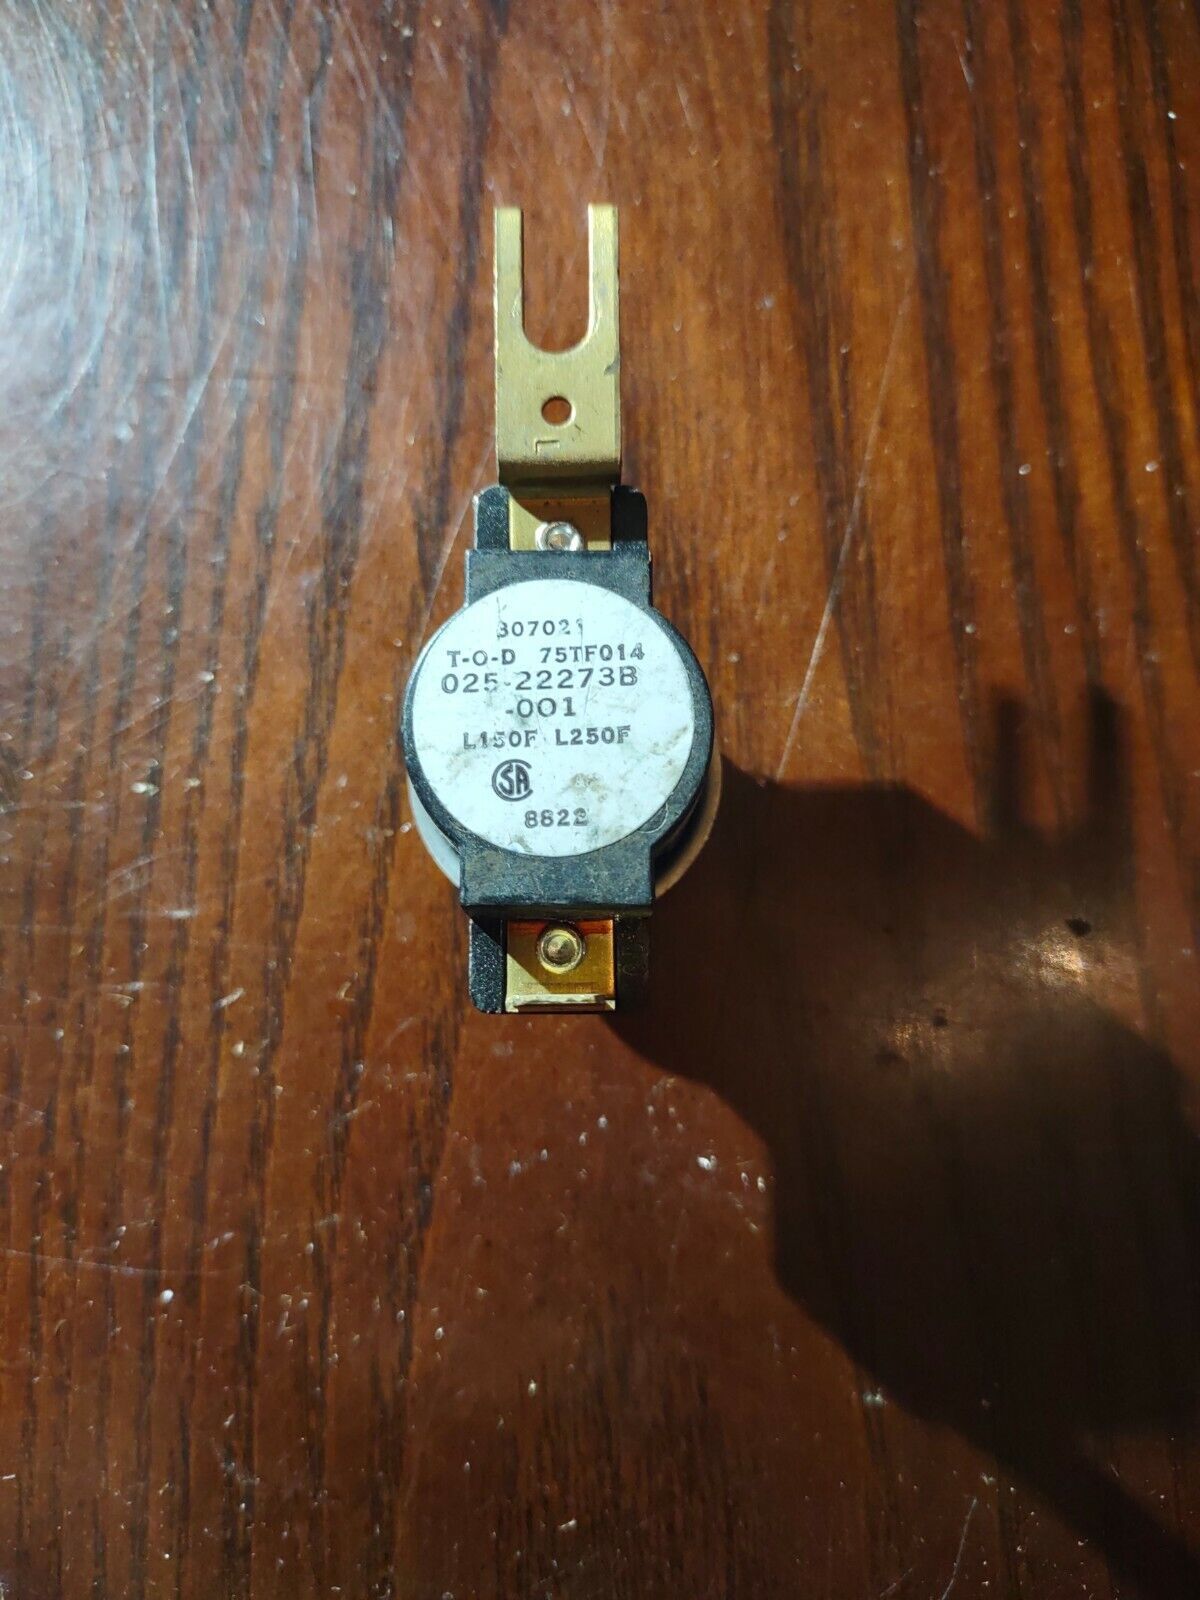 307021
T-O-D 75TF014
025-22273B
-001
L150F L250F
SA
8822
L